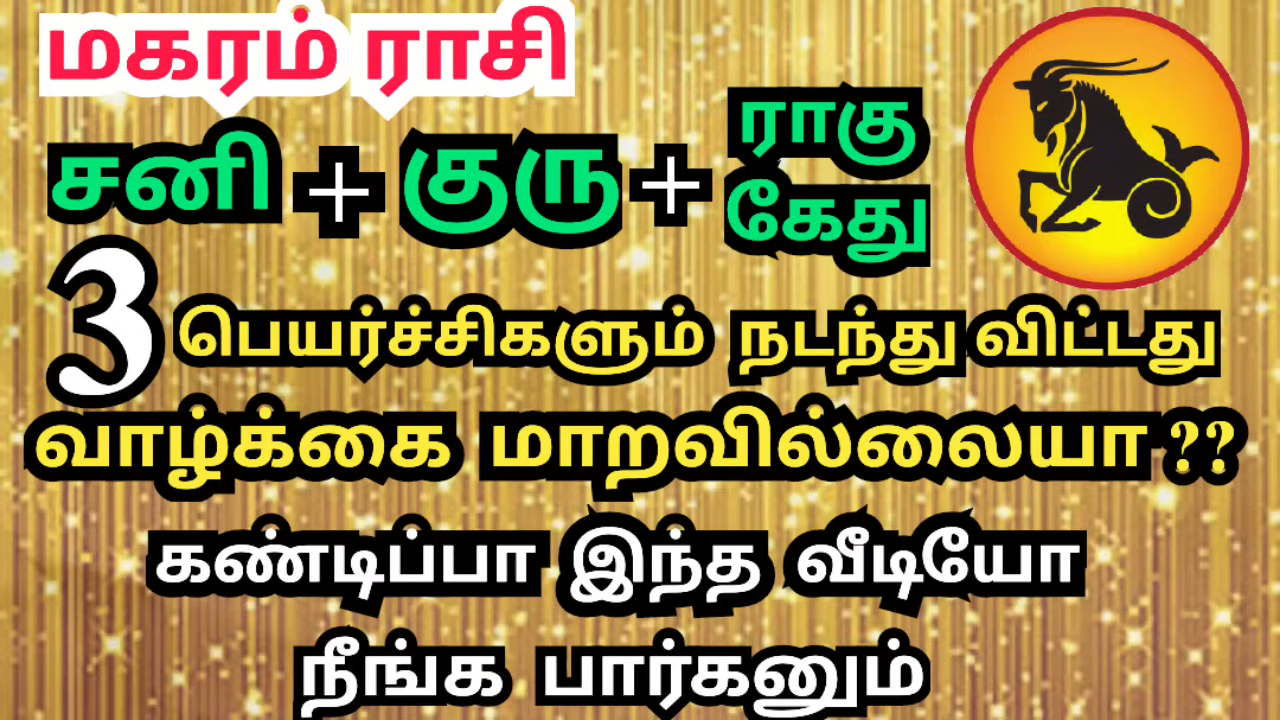 மகரம் ராசி
சனி + குரு + ராகு கேது
3 பெயர்ச்சிகளும் நடந்து விட்டது
வாழ்க்கை மாறவில்லையா ??
கண்டிப்பா இந்த வீடியோ
நீங்க பார்கனும்